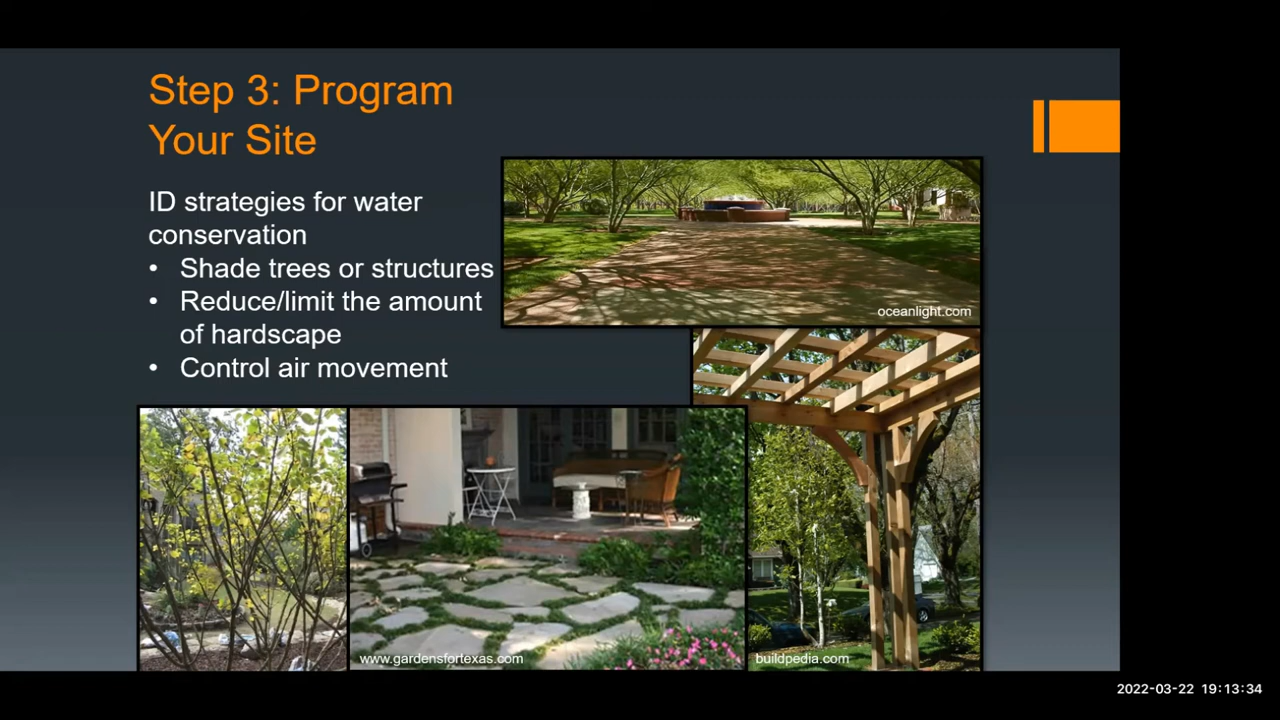 Step 3: Program
Your Site
ID strategies for water
conservation
• Shade trees or structures
• Reduce/limit the amount
of hardscape
• Control air movement
oceanlight.com
www.gardensfortexas.com
buildpedia.com
2022-03-22 19:13:34